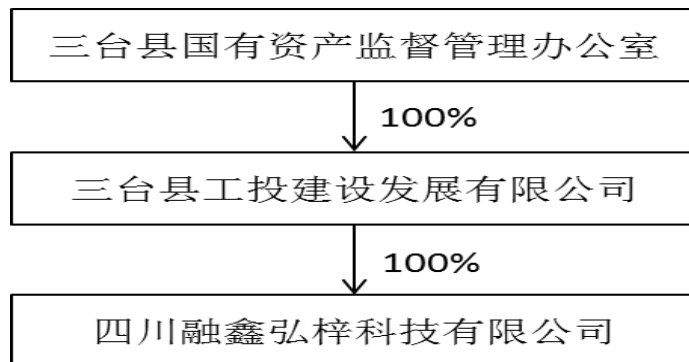 三台县国有资产监督管理办公室
100%
三台县工投建设发展有限公司
100%
四川融鑫弘梓科技有限公司